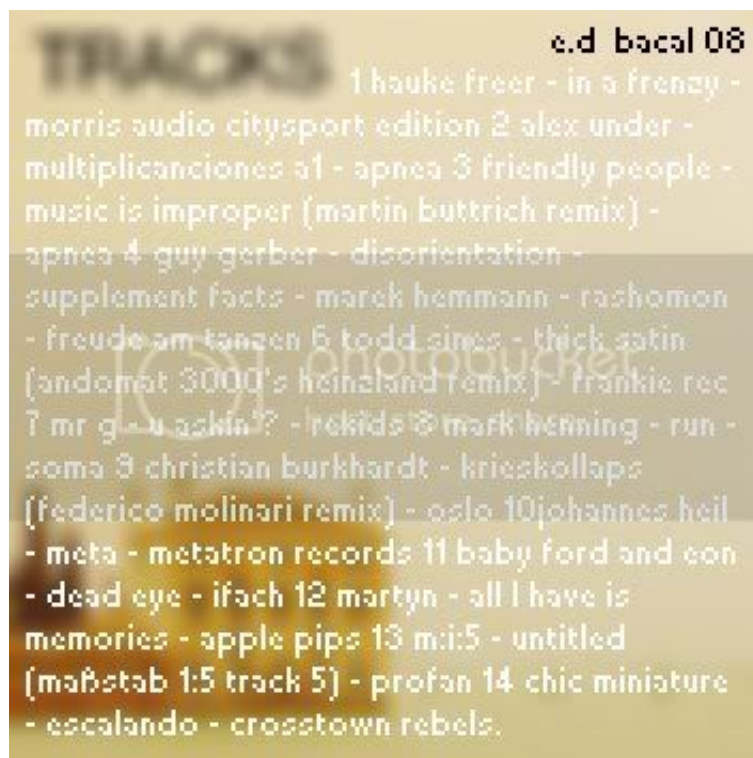 TRACKS
e.d bacal 08
1 hauke freer - in a frenzy -
morris audio citysport edition 2 alex under -
multiplicanciones a1 - apnea 3 friendly people -
music is improper (martin buttrich remix) -
apnea 4 guy gerber - disorientation -
supplement facts - marek hemmann - rashomon
- freude am tanzen 6 todd sines - thick satin
(andomat 3000's heinzland remix) - frankie rec
7 mr g - u askin'? - rekids 8 mark henning - run -
soma 9 christian burkhardt - krieskollaps
(federico molinari remix) - oslo 10johannes heil
- meta - metatron records 11 baby ford and eon
- dead eye - ifach 12 martyn - all I have is
memories - apple pips 13 m:i:5 - untitled
(maßstab 1:5 track 5) - profan 14 chic miniature
- escalando - crosstown rebels.
photobucket